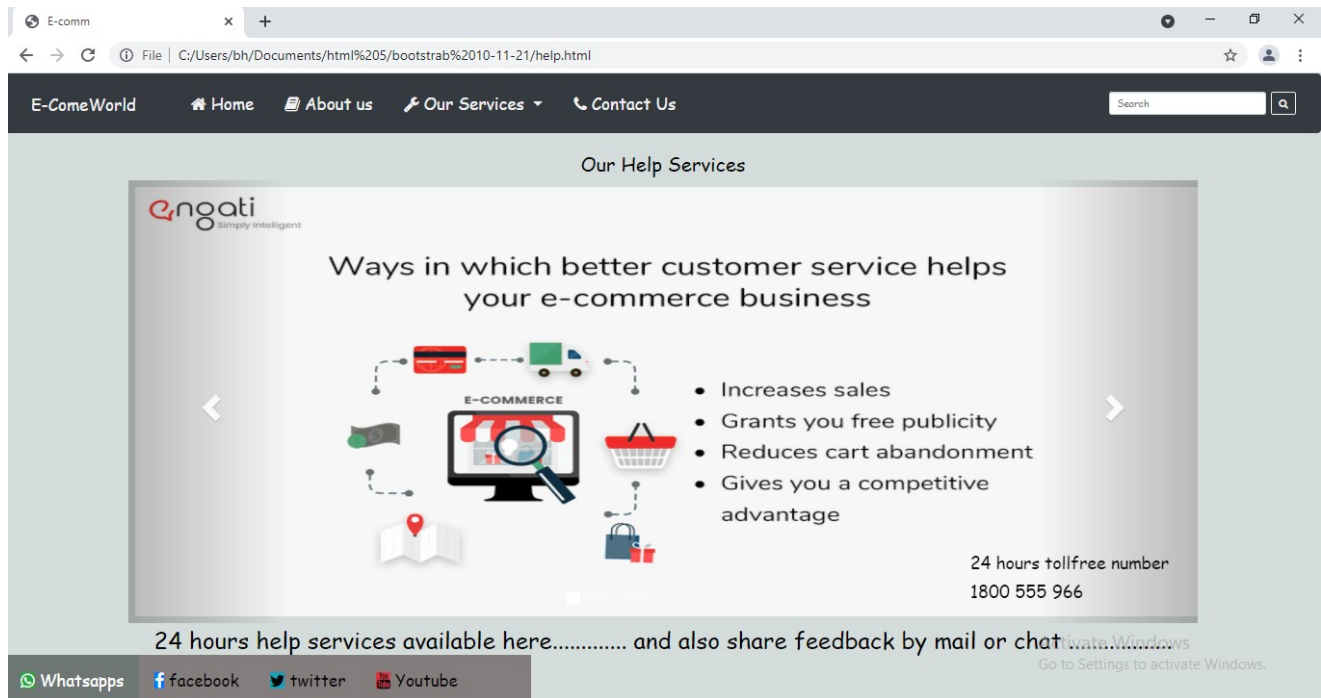 E-comm
File C:/Users/bh/Documents/html%205/bootstrab%2010-11-21/help.html
E-ComeWorld Home About us Our Services Contact Us Search
Our Help Services
engati
Simply Intelligent
Ways in which better customer service helps
your e-commerce business
E-COMMERCE
• Increases sales
• Grants you free publicity
• Reduces cart abandonment
• Gives you a competitive
advantage
24 hours tollfree number
1800 555 966
24 hours help services available here............. and also share feedback by mail or chat ..................
Activate Windows
Go to Settings to activate Windows.
Whatsapps facebook twitter Youtube